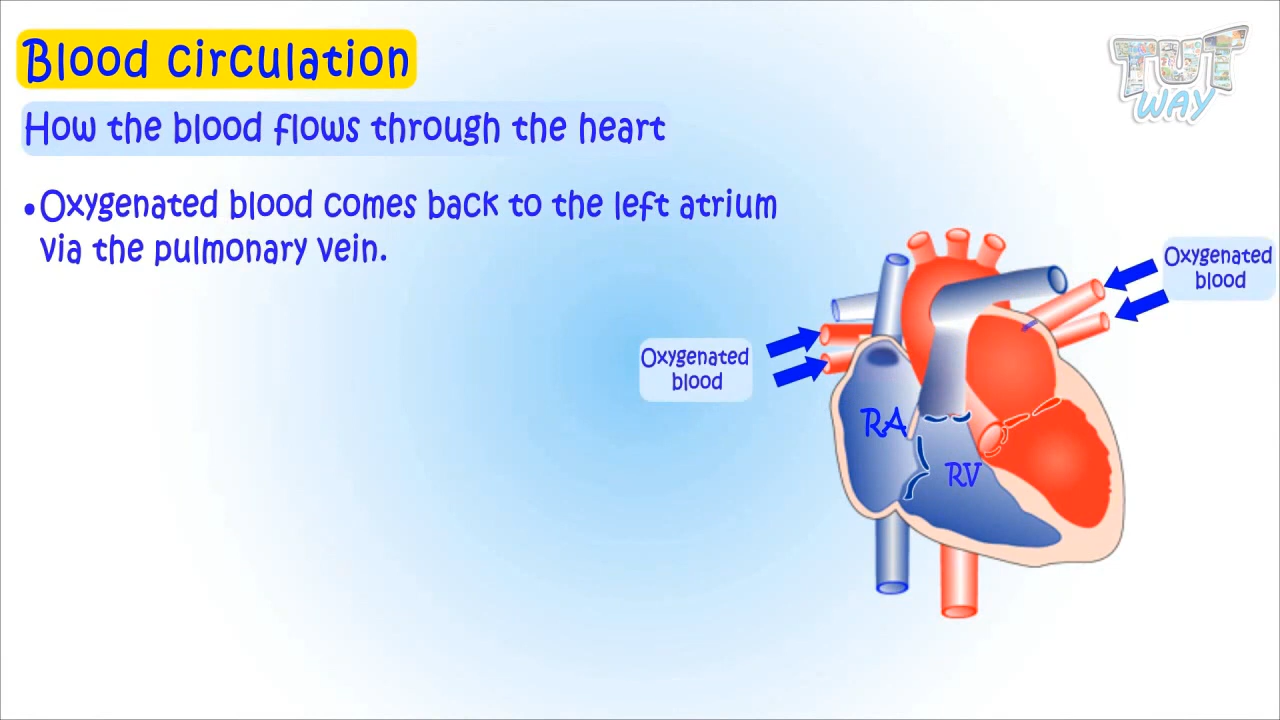 Blood circulation
TUT
WAY
How the blood flows through the heart
•Oxygenated blood comes back to the left atrium
via the pulmonary vein.
Oxygenated
blood
Oxygenated
blood
RA
RV